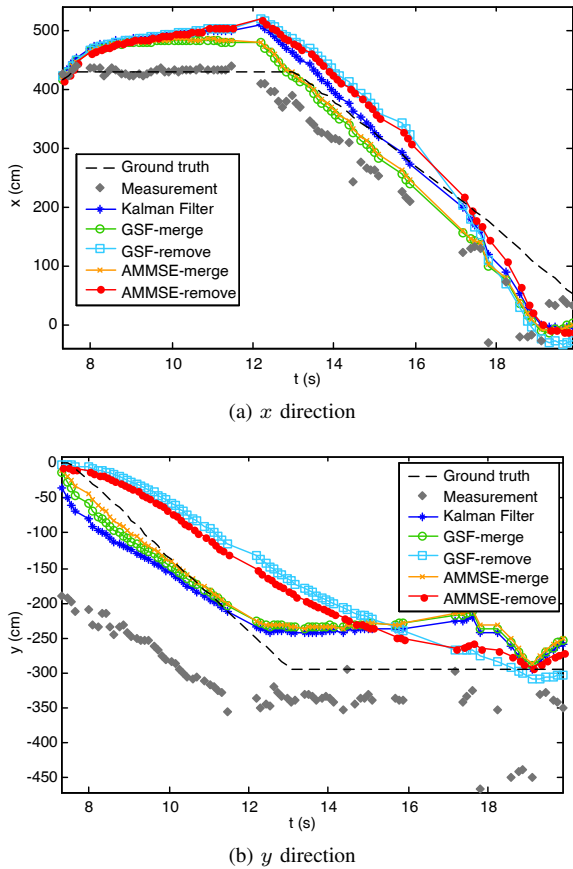 500
400
300
200
100
0
x (cm)
Ground truth
Measurement
Kalman Filter
GSF-merge
GSF-remove
AMMSE-merge
AMMSE-remove
8 10 12 14 16 18
t (s)
(a) x direction
0
-50
-100
-150
-200
-250
-300
-350
-400
-450
y (cm)
Ground truth
Measurement
Kalman Filter
GSF-merge
GSF-remove
AMMSE-merge
AMMSE-remove
8 10 12 14 16 18
t (s)
(b) y direction